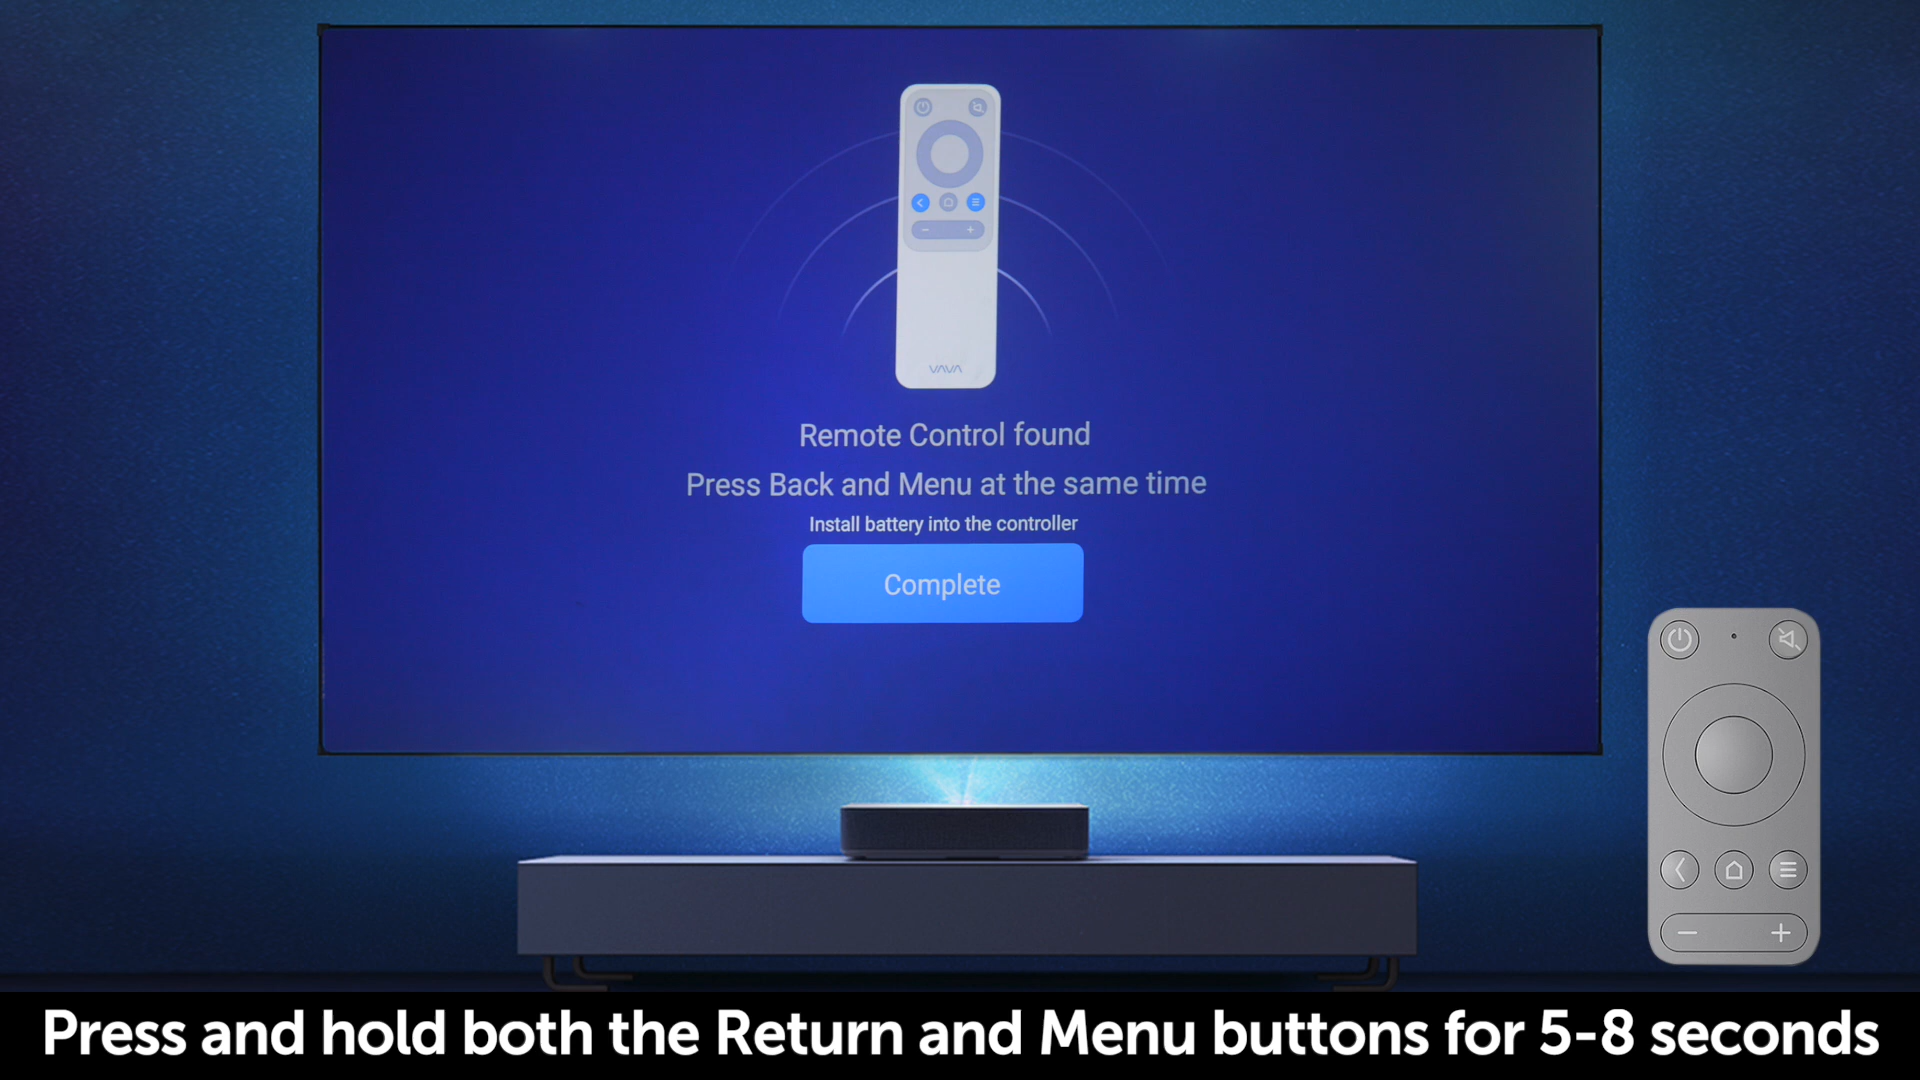 VAVA
Remote Control found
Press Back and Menu at the same time
Install battery into the controller
Complete
Press and hold both the Return and Menu buttons for 5-8 seconds